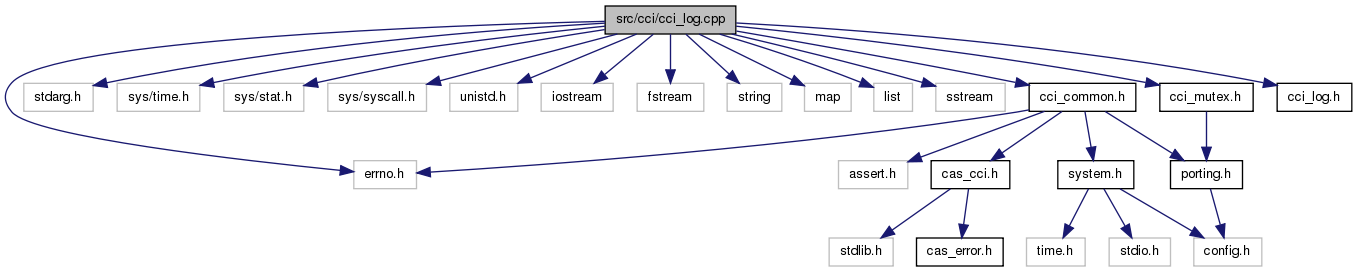 src/cci/cci_log.cpp
stdarg.h
sys/time.h
sys/stat.h
sys/syscall.h
unistd.h
iostream
fstream
string
map
list
sstream
cci_common.h
cci_mutex.h
cci_log.h
errno.h
assert.h
cas_cci.h
system.h
porting.h
stdlib.h
cas_error.h
time.h
stdio.h
config.h